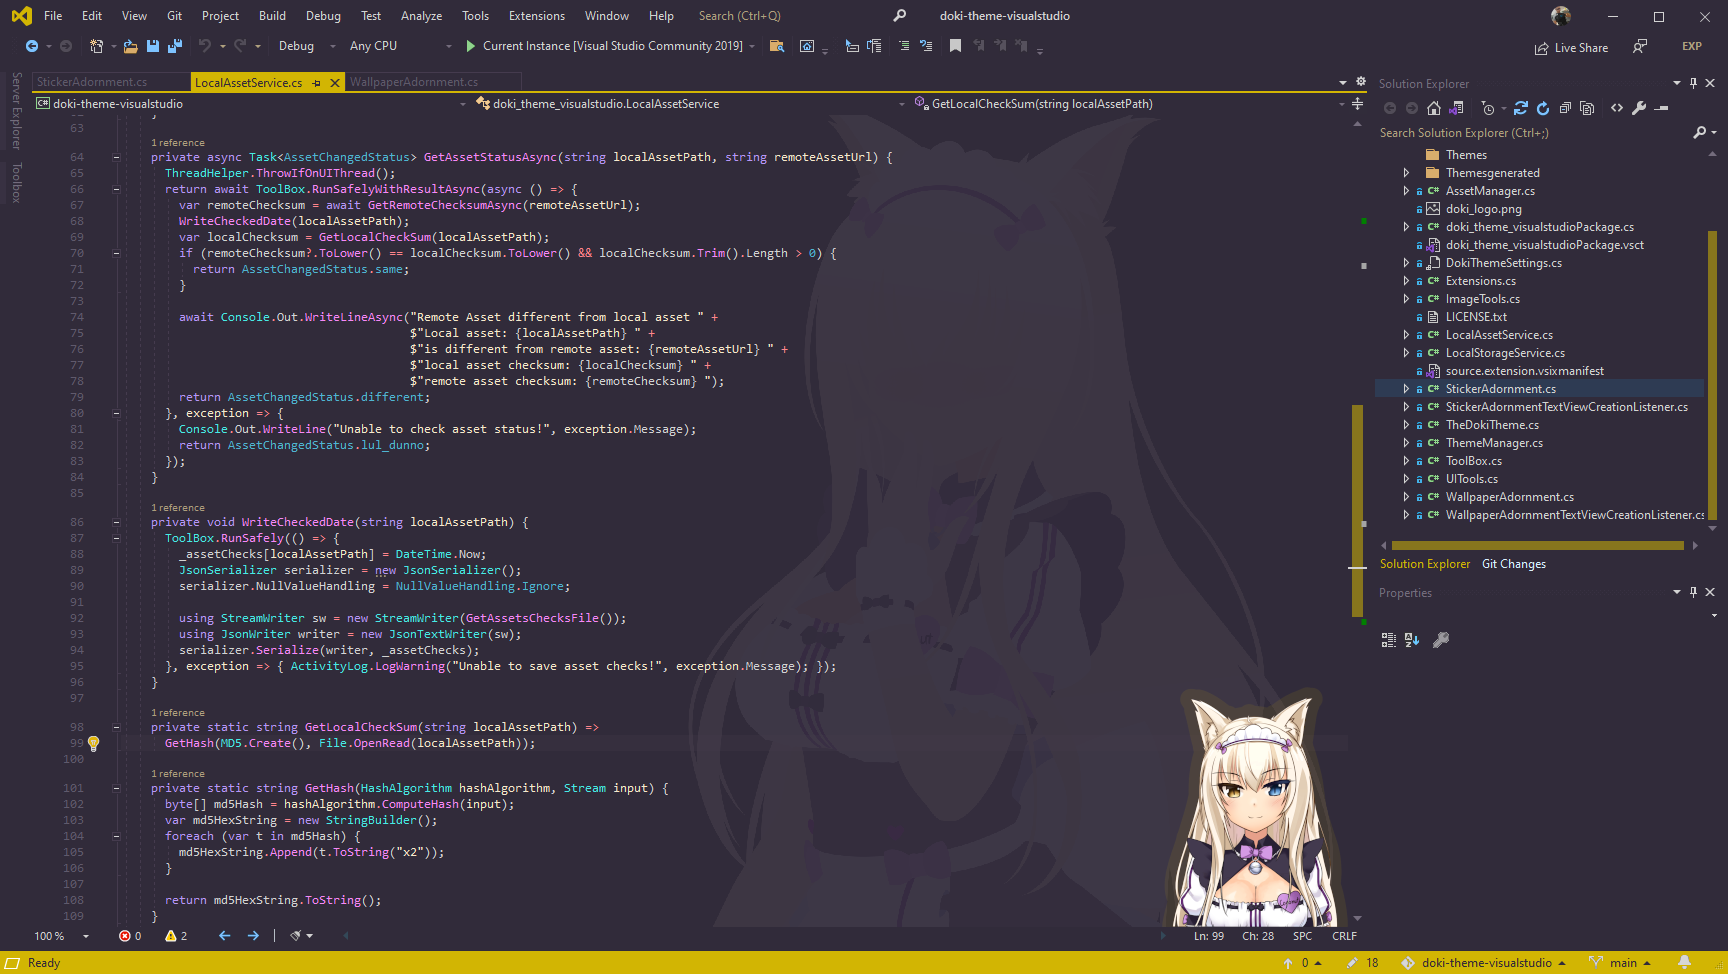 File Edit View Git Project Build Debug Test Analyze Tools Extensions Window Help Search (Ctrl+Q) doki-theme-visualstudio
Debug Any CPU Current Instance [Visual Studio Community 2019] Live Share EXP
Server Explorer
Toolbox
StickerAdornment.cs LocalAssetService.cs WallpaperAdornment.cs
doki-theme-visualstudio doki_theme_visualstudio.LocalAssetService GetLocalCheckSum(string localAssetPath)
63
1 reference
64 private async Task<AssetChangedStatus> GetAssetStatusAsync(string localAssetPath, string remoteAssetUrl) {
65 ThreadHelper.ThrowIfOnUIThread();
66 return await ToolBox.RunSafelyWithResultAsync(async () => {
67 var remoteChecksum = await GetRemoteChecksumAsync(remoteAssetUrl);
68 WriteCheckedDate(localAssetPath);
69 var localChecksum = GetLocalCheckSum(localAssetPath);
70 if (remoteChecksum?.ToLower() == localChecksum.ToLower() && localChecksum.Trim().Length > 0) {
71 return AssetChangedStatus.same;
72 }
73
74 await Console.Out.WriteLineAsync("Remote Asset different from local asset " +
75 $"Local asset: {localAssetPath} " +
76 $"is different from remote asset: {remoteAssetUrl} " +
77 $"local asset checksum: {localChecksum} " +
78 $"remote asset checksum: {remoteChecksum} ");
79 return AssetChangedStatus.different;
80 }, exception => {
81 Console.Out.WriteLine("Unable to check asset status!", exception.Message);
82 return AssetChangedStatus.lul_dunno;
83 });
84 }
85
1 reference
86 private void WriteCheckedDate(string localAssetPath) {
87 ToolBox.RunSafely(() => {
88 _assetChecks[localAssetPath] = DateTime.Now;
89 JsonSerializer serializer = new JsonSerializer();
90 serializer.NullValueHandling = NullValueHandling.Ignore;
91
92 using StreamWriter sw = new StreamWriter(GetAssetsChecksFile());
93 using JsonWriter writer = new JsonTextWriter(sw);
94 serializer.Serialize(writer, _assetChecks);
95 }, exception => { ActivityLog.LogWarning("Unable to save asset checks!", exception.Message); });
96 }
97
1 reference
98 private static string GetLocalCheckSum(string localAssetPath) =>
99 GetHash(MD5.Create(), File.OpenRead(localAssetPath));
100
1 reference
101 private static string GetHash(HashAlgorithm hashAlgorithm, Stream input) {
102 byte[] md5Hash = hashAlgorithm.ComputeHash(input);
103 var md5HexString = new StringBuilder();
104 foreach (var t in md5Hash) {
105 md5HexString.Append(t.ToString("x2"));
106 }
107
108 return md5HexString.ToString();
109 }
100 % 0 2 Ln: 99 Ch: 28 SPC CRLF
Solution Explorer
Search Solution Explorer (Ctrl+;)
Themes
Themesgenerated
C# AssetManager.cs
doki_logo.png
C# doki_theme_visualstudioPackage.cs
doki_theme_visualstudioPackage.vsct
DokiThemeSettings.cs
C# Extensions.cs
C# ImageTools.cs
LICENSE.txt
C# LocalAssetService.cs
C# LocalStorageService.cs
source.extension.vsixmanifest
C# StickerAdornment.cs
C# StickerAdornmentTextViewCreationListener.cs
C# TheDokiTheme.cs
C# ThemeManager.cs
C# ToolBox.cs
C# UITools.cs
C# WallpaperAdornment.cs
C# WallpaperAdornmentTextViewCreationListener.cs
Solution Explorer Git Changes
Properties
Ready 0 18 doki-theme-visualstudio main